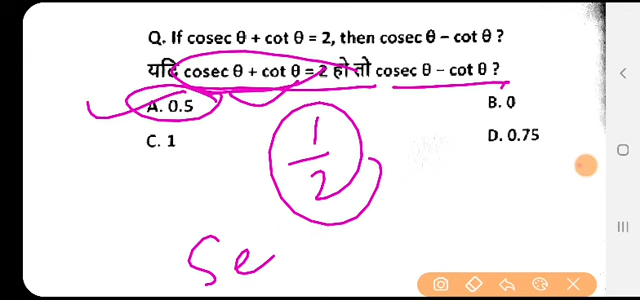 Q. If cosec θ + cot θ = 2, then cosec θ – cot θ ?
यदि cosec θ + cot θ = 2 हो तो cosec θ – cot θ ?
A. 0.5 B. 0
C. 1 D. 0.75
1
2
Se